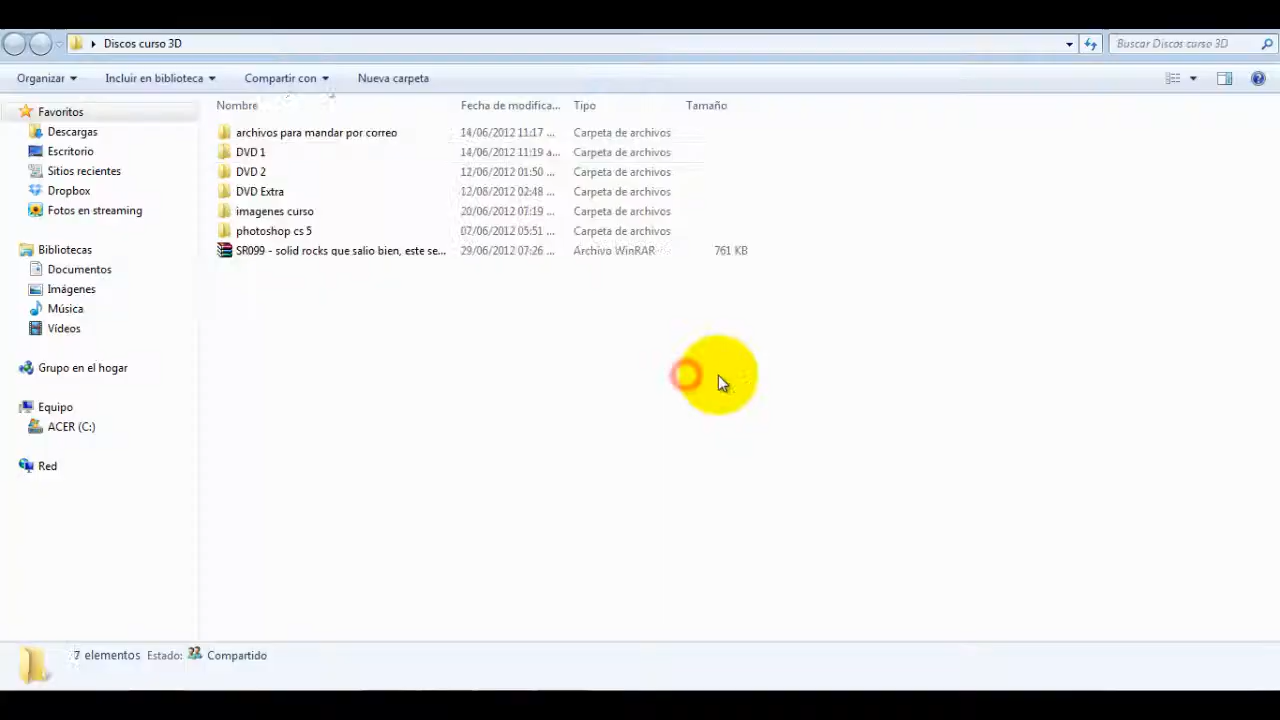 Discos curso 3D
Buscar Discos curso 3D
Organizar Incluir en biblioteca Compartir con Nueva carpeta
Favoritos
Descargas
Escritorio
Sitios recientes
Dropbox
Fotos en streaming
Bibliotecas
Documentos
Imágenes
Música
Vídeos
Grupo en el hogar
Equipo
ACER (C:)
Red
Nombre Fecha de modifica... Tipo Tamaño
archivos para mandar por correo 14/06/2012 11:17 ... Carpeta de archivos
DVD 1 14/06/2012 11:19 a... Carpeta de archivos
DVD 2 12/06/2012 01:50 ... Carpeta de archivos
DVD Extra 12/06/2012 02:48 ... Carpeta de archivos
imagenes curso 20/06/2012 07:19 ... Carpeta de archivos
photoshop cs 5 07/06/2012 05:51 ... Carpeta de archivos
SR099 - solid rocks que salio bien, este se... 29/06/2012 07:26 ... Archivo WinRAR 761 KB
7 elementos Estado: Compartido